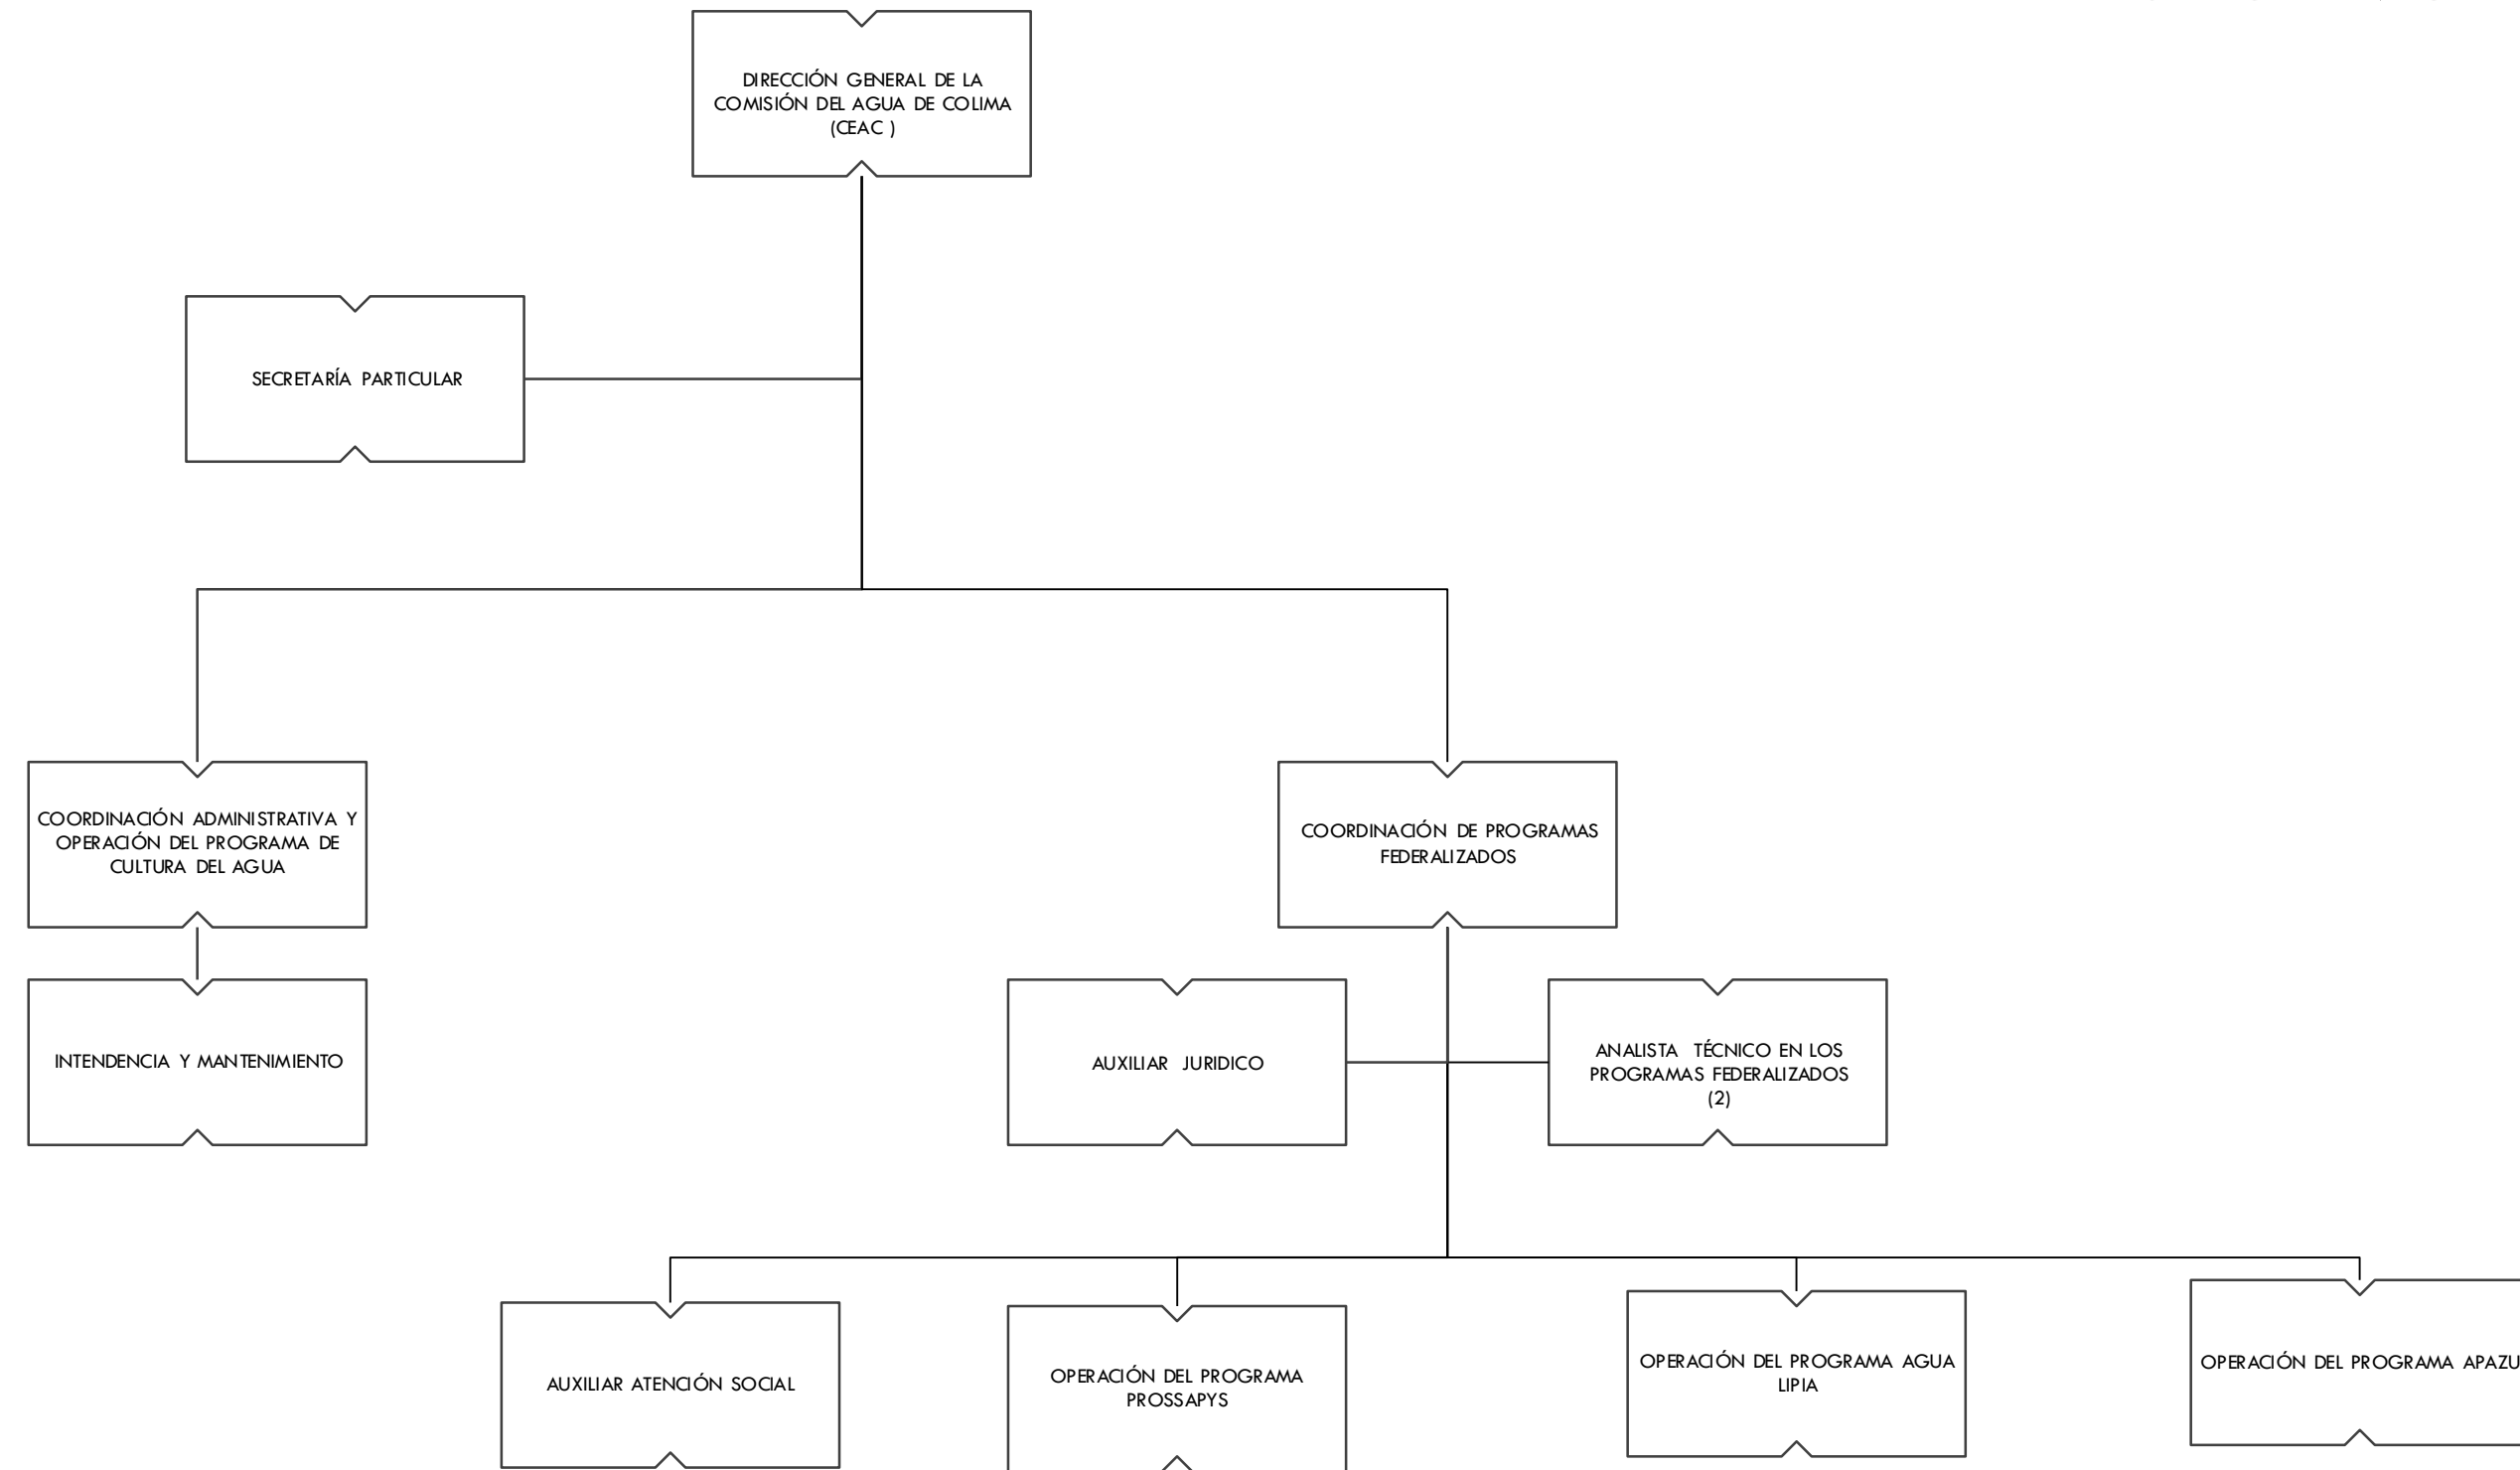 DIRECCIÓN GENERAL DE LA
COMISIÓN DEL AGUA DE COLIMA
(CEAC )
SECRETARÍA PARTICULAR
COORDINACIÓN ADMINISTRATIVA Y
OPERACIÓN DEL PROGRAMA DE
CULTURA DEL AGUA
COORDINACIÓN DE PROGRAMAS
FEDERALIZADOS
INTENDENCIA Y MANTENIMIENTO
AUXILIAR JURIDICO
ANALISTA TÉCNICO EN LOS
PROGRAMAS FEDERALIZADOS
(2)
AUXILIAR ATENCIÓN SOCIAL
OPERACIÓN DEL PROGRAMA
PROSSAPYS
OPERACIÓN DEL PROGRAMA AGUA
LIPIA
OPERACIÓN DEL PROGRAMA APAZU